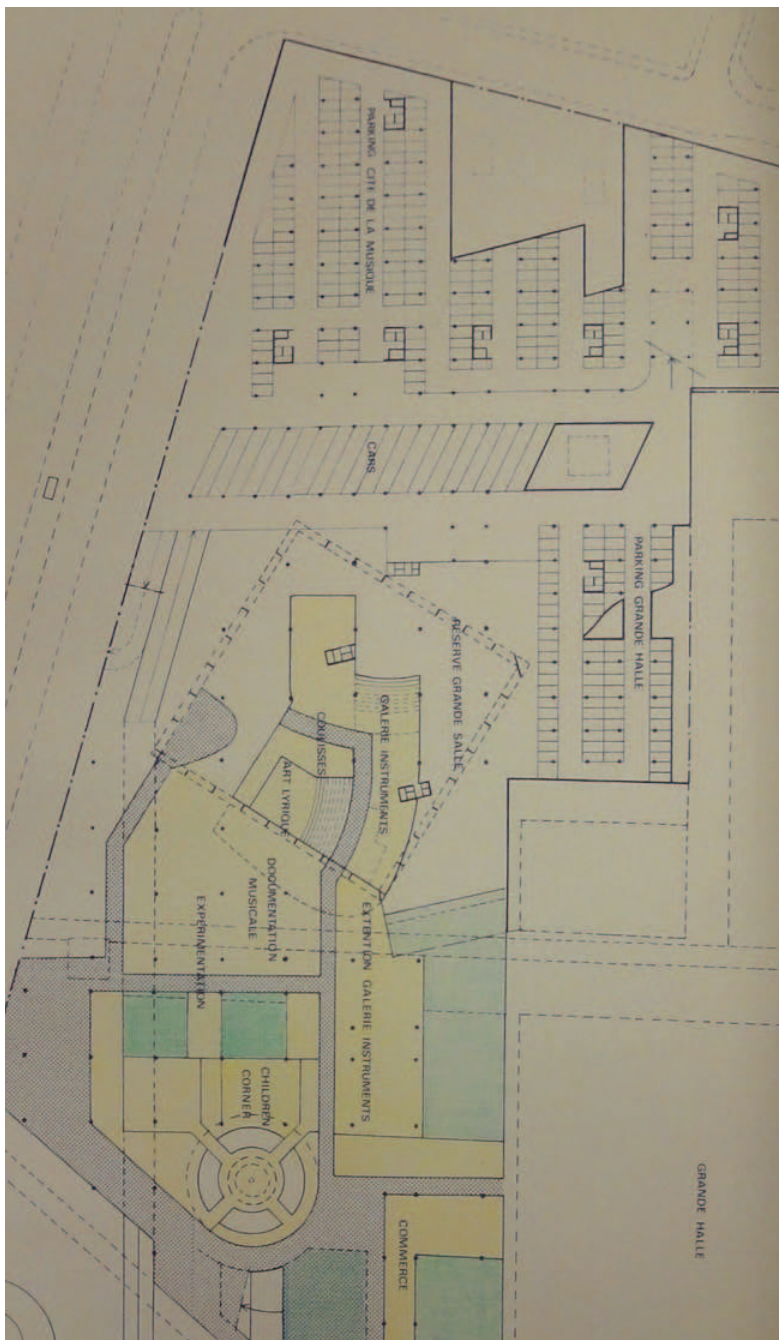 PARKING CITE DE LA MUSIQUE
CARS
PARKING GRANDE HALLE
RESERVE GRANDE SALLE
GALERIE INSTRUMENTS
COULISSES
ART LYRIQUE
DOCUMENTATION
MUSICALE
EXPERIMENTATION
EXTENTION GALERIE INSTRUMENTS
CHILDREN
CORNER
COMMERCE
GRANDE HALLE